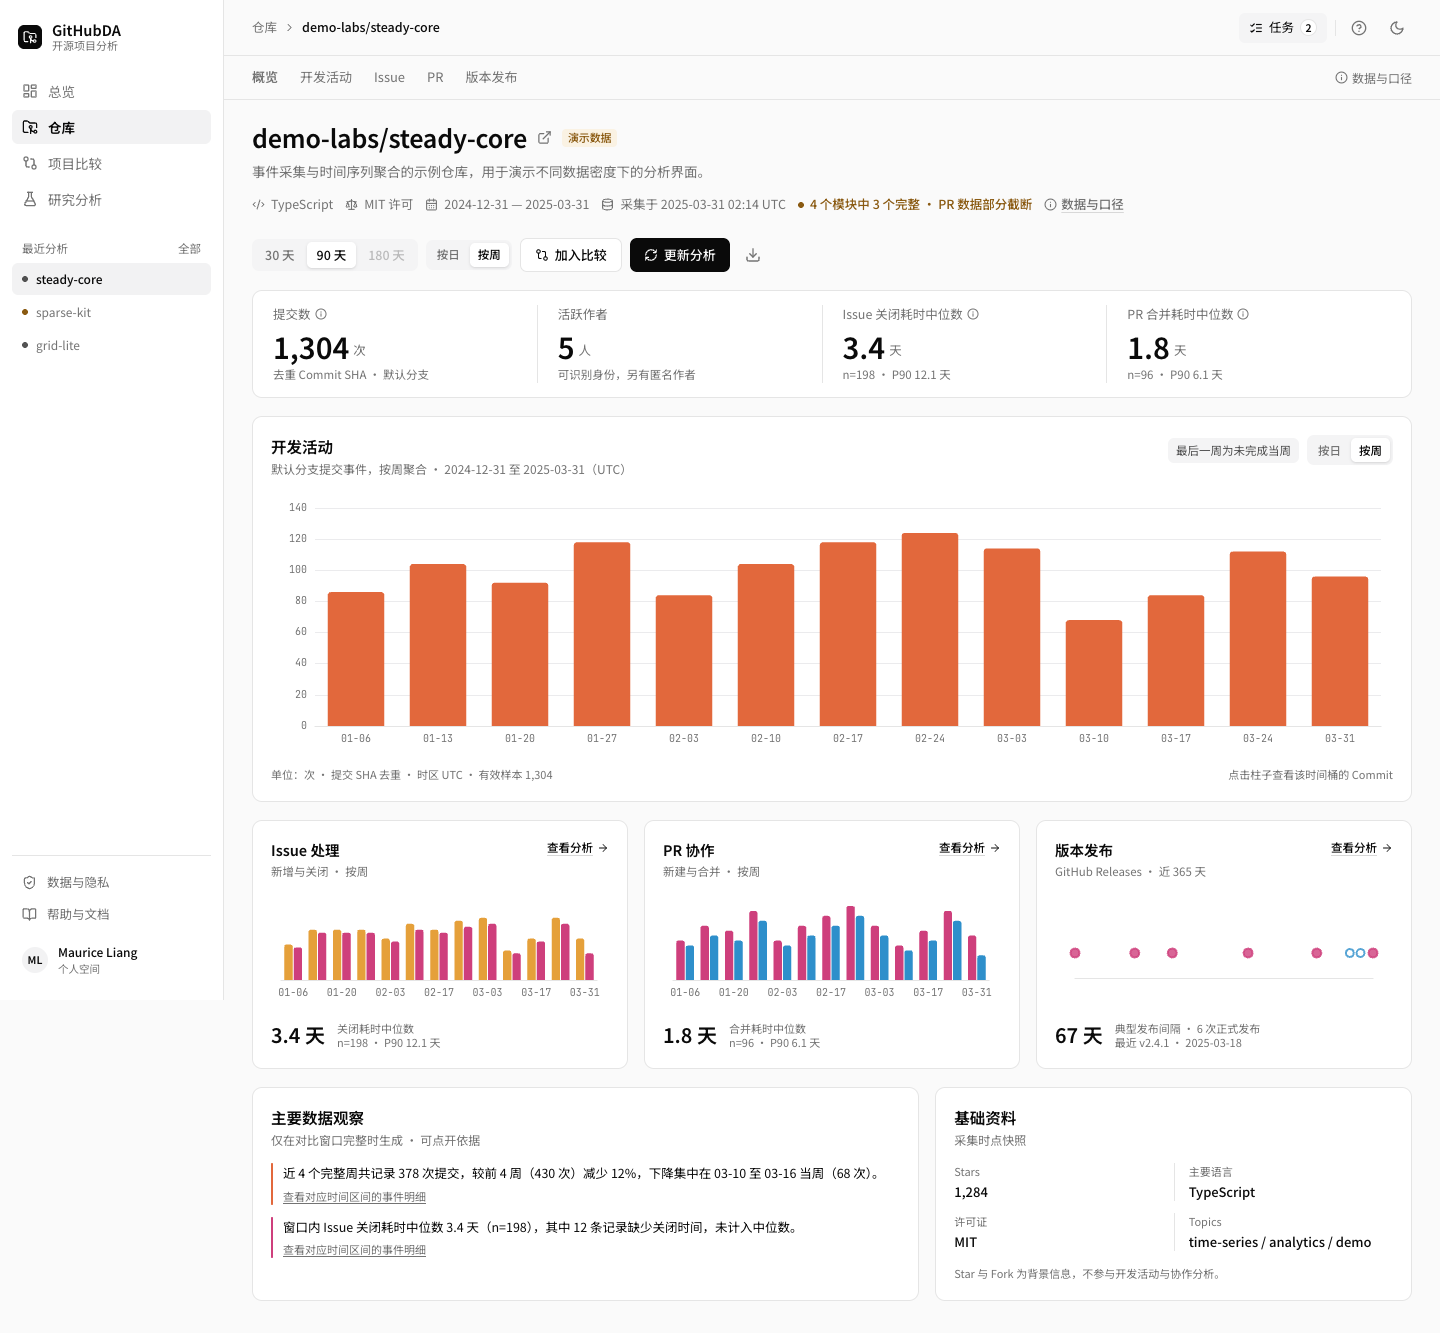 GitHubDA
开源项目分析
总览
仓库
项目比较
研究分析
最近分析 全部
steady-core
sparse-kit
grid-lite
数据与隐私
帮助与文档
ML Maurice Liang
个人空间
仓库 > demo-labs/steady-core
任务 2
概览 开发活动 Issue PR 版本发布
数据与口径
demo-labs/steady-core 演示数据
事件采集与时间序列聚合的示例仓库，用于演示不同数据密度下的分析界面。
TypeScript MIT 许可 2024-12-31 — 2025-03-31 采集于 2025-03-31 02:14 UTC 4 个模块中 3 个完整 · PR 数据部分截断 数据与口径
30 天 90 天 180 天 按日 按周 加入比较 更新分析
提交数
1,304 次
去重 Commit SHA · 默认分支
活跃作者
5 人
可识别身份，另有匿名作者
Issue 关闭耗时中位数
3.4 天
n=198 · P90 12.1 天
PR 合并耗时中位数
1.8 天
n=96 · P90 6.1 天
开发活动
默认分支提交事件，按周聚合 · 2024-12-31 至 2025-03-31（UTC）
最后一周为未完成当周 按日 按周
140
120
100
80
60
40
20
0
01-06 01-13 01-20 01-27 02-03 02-10 02-17 02-24 03-03 03-10 03-17 03-24 03-31
单位：次 · 提交 SHA 去重 · 时区 UTC · 有效样本 1,304
点击柱子查看该时间桶的 Commit
Issue 处理 查看分析 →
新增与关闭 · 按周
01-06 01-20 02-03 02-17 03-03 03-17 03-31
3.4 天
关闭耗时中位数
n=198 · P90 12.1 天
PR 协作 查看分析 →
新建与合并 · 按周
01-06 01-20 02-03 02-17 03-03 03-17 03-31
1.8 天
合并耗时中位数
n=96 · P90 6.1 天
版本发布 查看分析 →
GitHub Releases · 近 365 天
67 天
典型发布间隔 · 6 次正式发布
最近 v2.4.1 · 2025-03-18
主要数据观察
仅在对比窗口完整时生成 · 可点开依据
近 4 个完整周共记录 378 次提交，较前 4 周（430 次）减少 12%，下降集中在 03-10 至 03-16 当周（68 次）。
查看对应时间区间的事件明细
窗口内 Issue 关闭耗时中位数 3.4 天（n=198），其中 12 条记录缺少关闭时间，未计入中位数。
查看对应时间区间的事件明细
基础资料
采集时点快照
Stars
1,284
主要语言
TypeScript
许可证
MIT
Topics
time-series / analytics / demo
Star 与 Fork 为背景信息，不参与开发活动与协作分析。